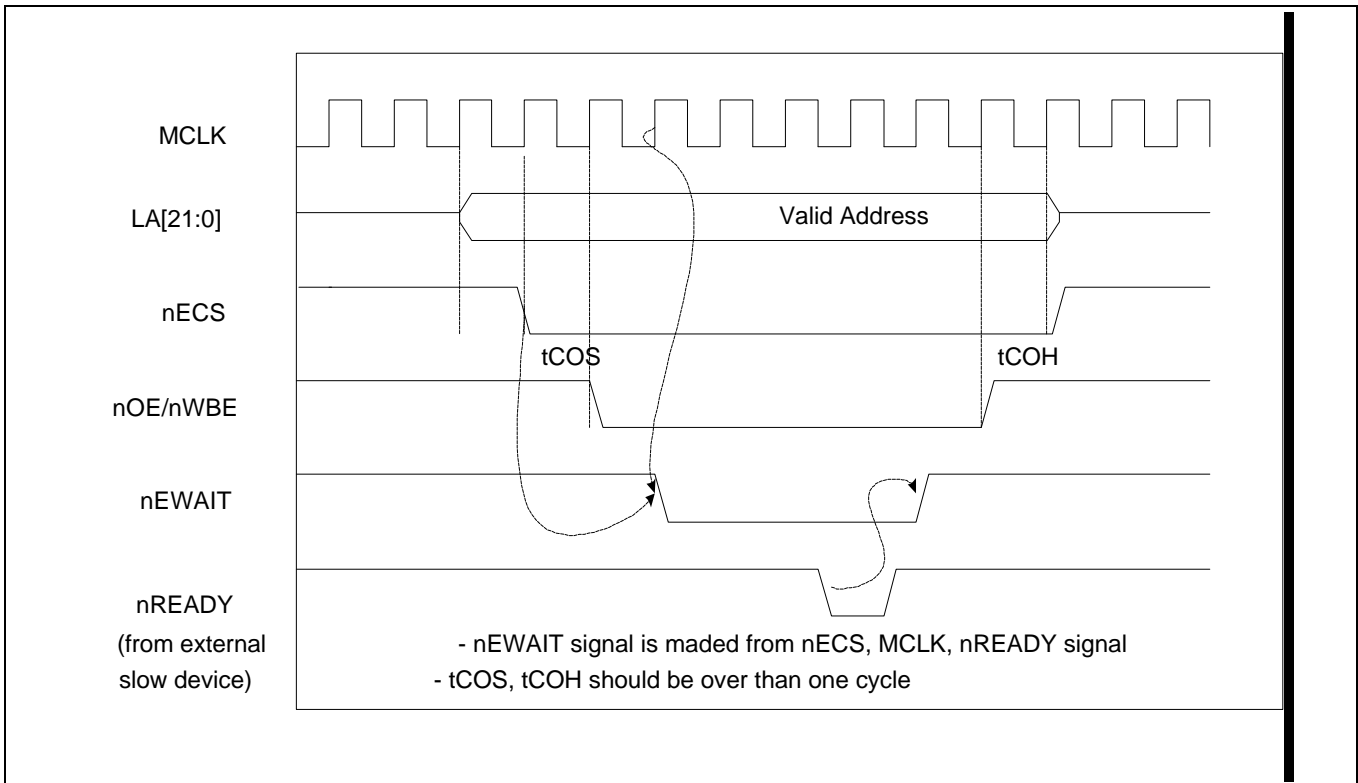 MCLK
LA[21:0]
Valid Address
nECS
tCOS
tCOH
nOE/nWBE
nEWAIT
nREADY
(from external
slow device)
- nEWAIT signal is maded from nECS, MCLK, nREADY signal
- tCOS, tCOH should be over than one cycle